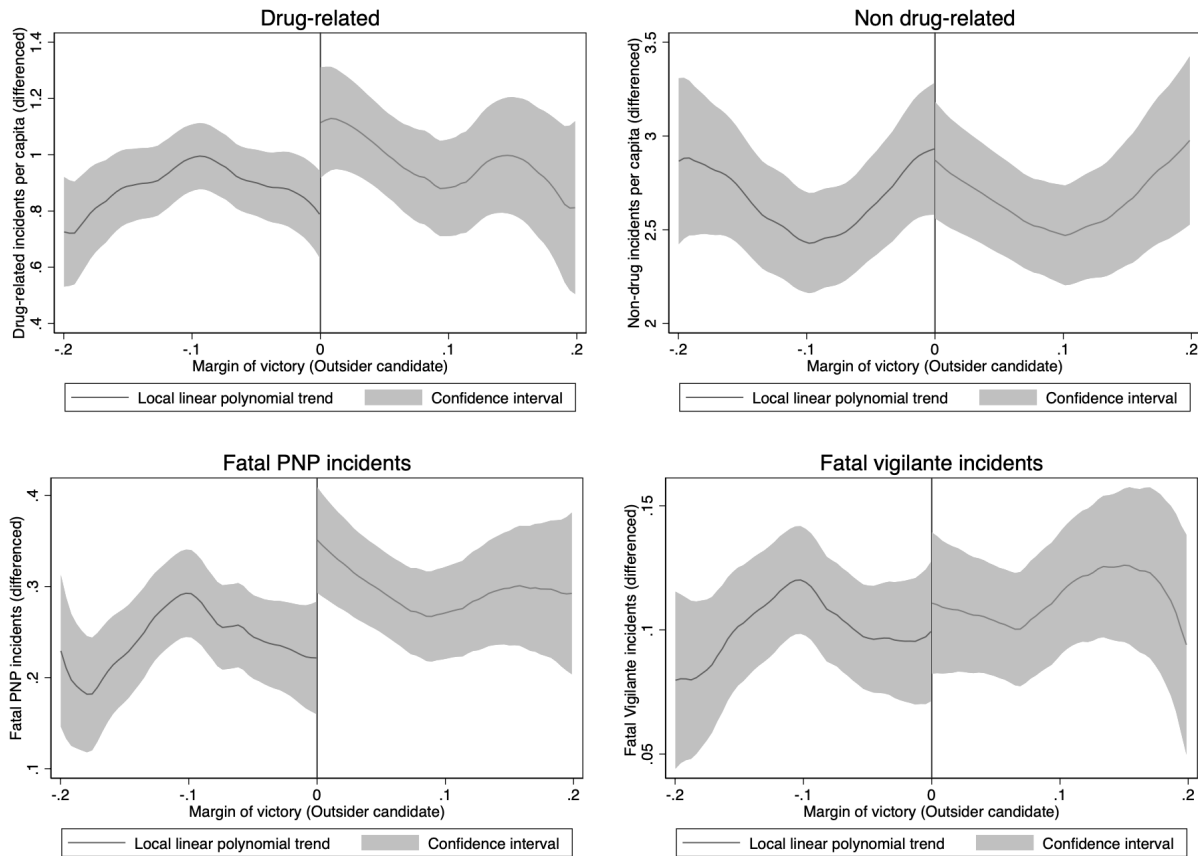 Drug-related
Drug-related incidents per capita (differenced)
1.4
1.2
1
.8
.6
.4
-.2
-.1
0
.1
.2
Margin of victory (Outsider candidate)
Local linear polynomial trend
Confidence interval
Non drug-related
Non-drug incidents per capita (differenced)
3.5
3
2.5
2
-.2
-.1
0
.1
.2
Margin of victory (Outsider candidate)
Local linear polynomial trend
Confidence interval
Fatal PNP incidents
Fatal PNP incidents (differenced)
.4
.3
.2
.1
-.2
-.1
0
.1
.2
Margin of victory (Outsider candidate)
Local linear polynomial trend
Confidence interval
Fatal vigilante incidents
Fatal Vigilante incidents (differenced)
.15
.1
.05
-.2
-.1
0
.1
.2
Margin of victory (Outsider candidate)
Local linear polynomial trend
Confidence interval